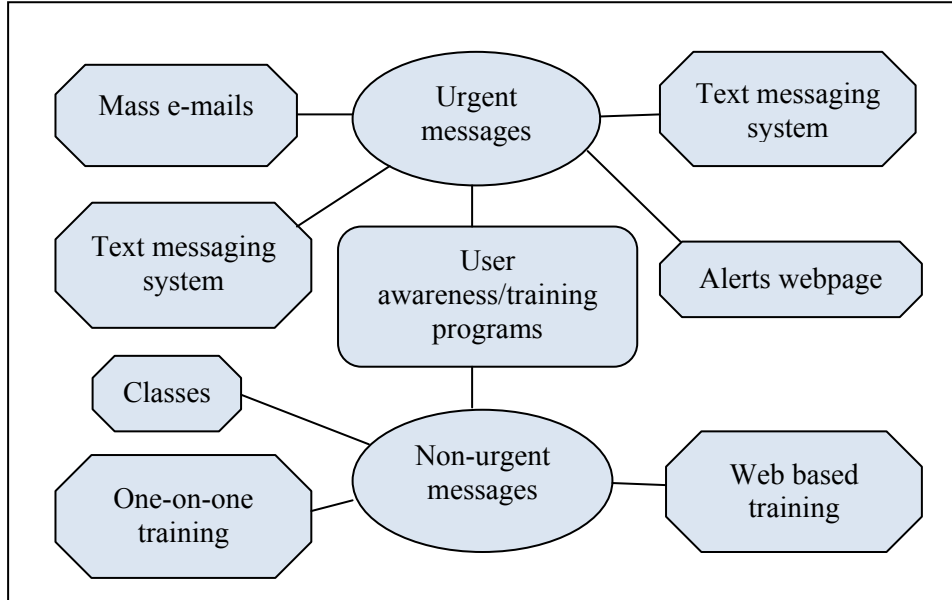 Mass e-mails
Urgent
messages
Text messaging
system
Text messaging
system
User
awareness/training
programs
Alerts webpage
Classes
Non-urgent
messages
One-on-one
training
Web based
training